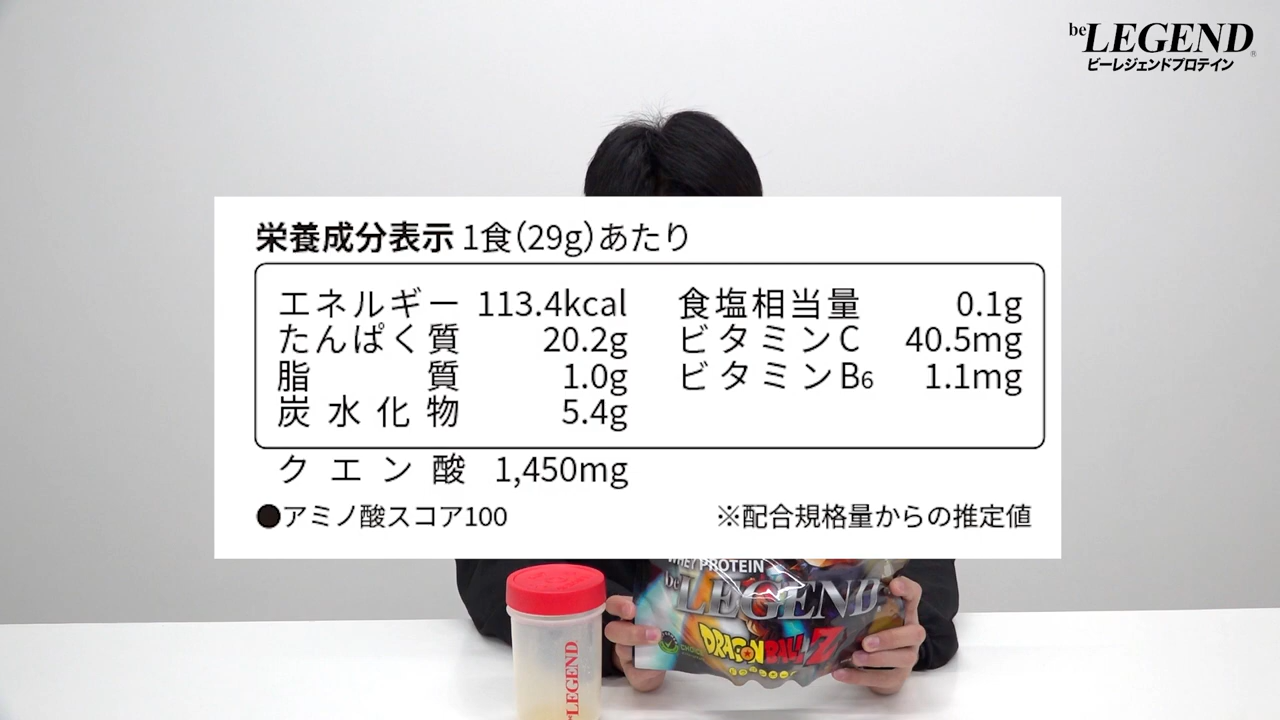 be LEGEND
ビーレジェンドプロテイン
栄養成分表示 1食(29g)あたり
エネルギー 113.4kcal 食塩相当量 0.1g
たんぱく質 20.2g ビタミンC 40.5mg
脂質 1.0g ビタミンB6 1.1mg
炭水化物 5.4g
クエン酸 1,450mg
●アミノ酸スコア100 ※配合規格量からの推定値
WHEY PROTEIN
be LEGEND
DRAGON BALL Z
LEGEND